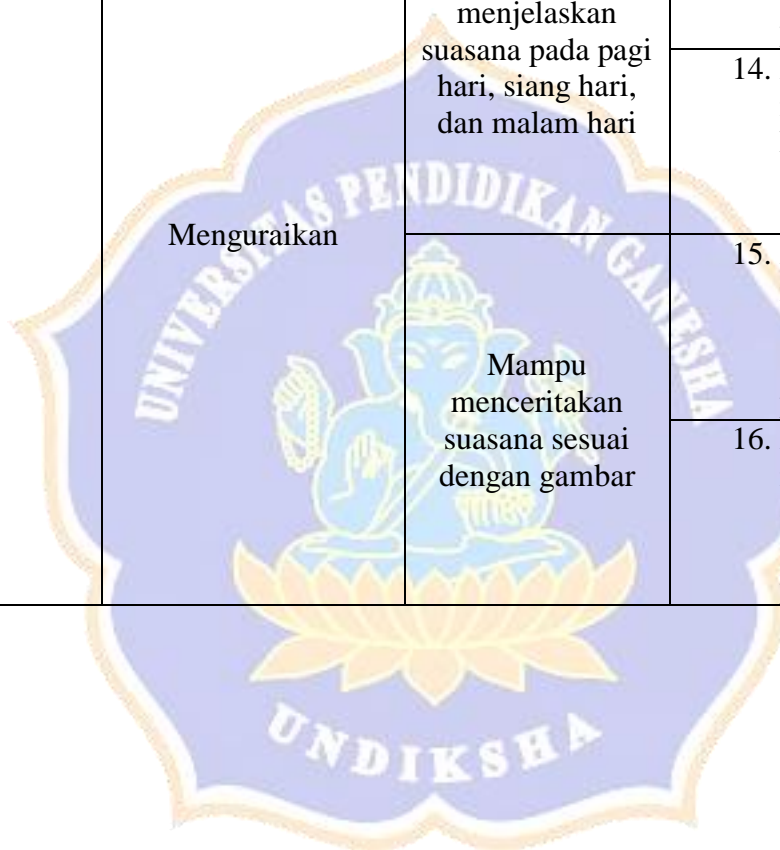 menjelaskan
suasana pada pagi
hari, siang hari,
dan malam hari
14.
Menguraikan
15.
Mampu
menceritakan
suasana sesuai
dengan gambar
16.
UNIVERSITAS PENDIDIKAN GANESHA
UNDIKSHA